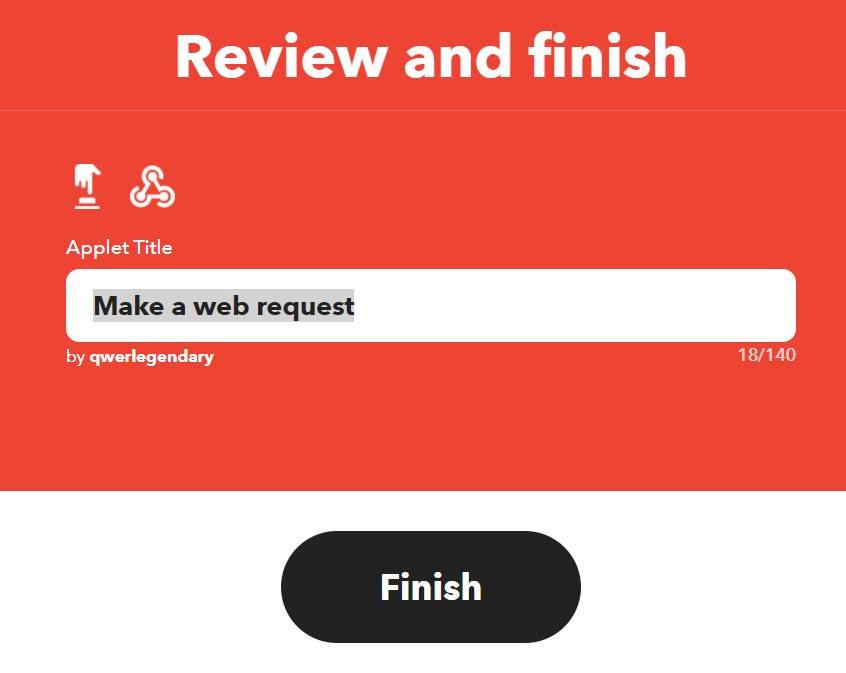 Review and finish
Applet Title
Make a web request
by qwerlegendary
18/140
Finish